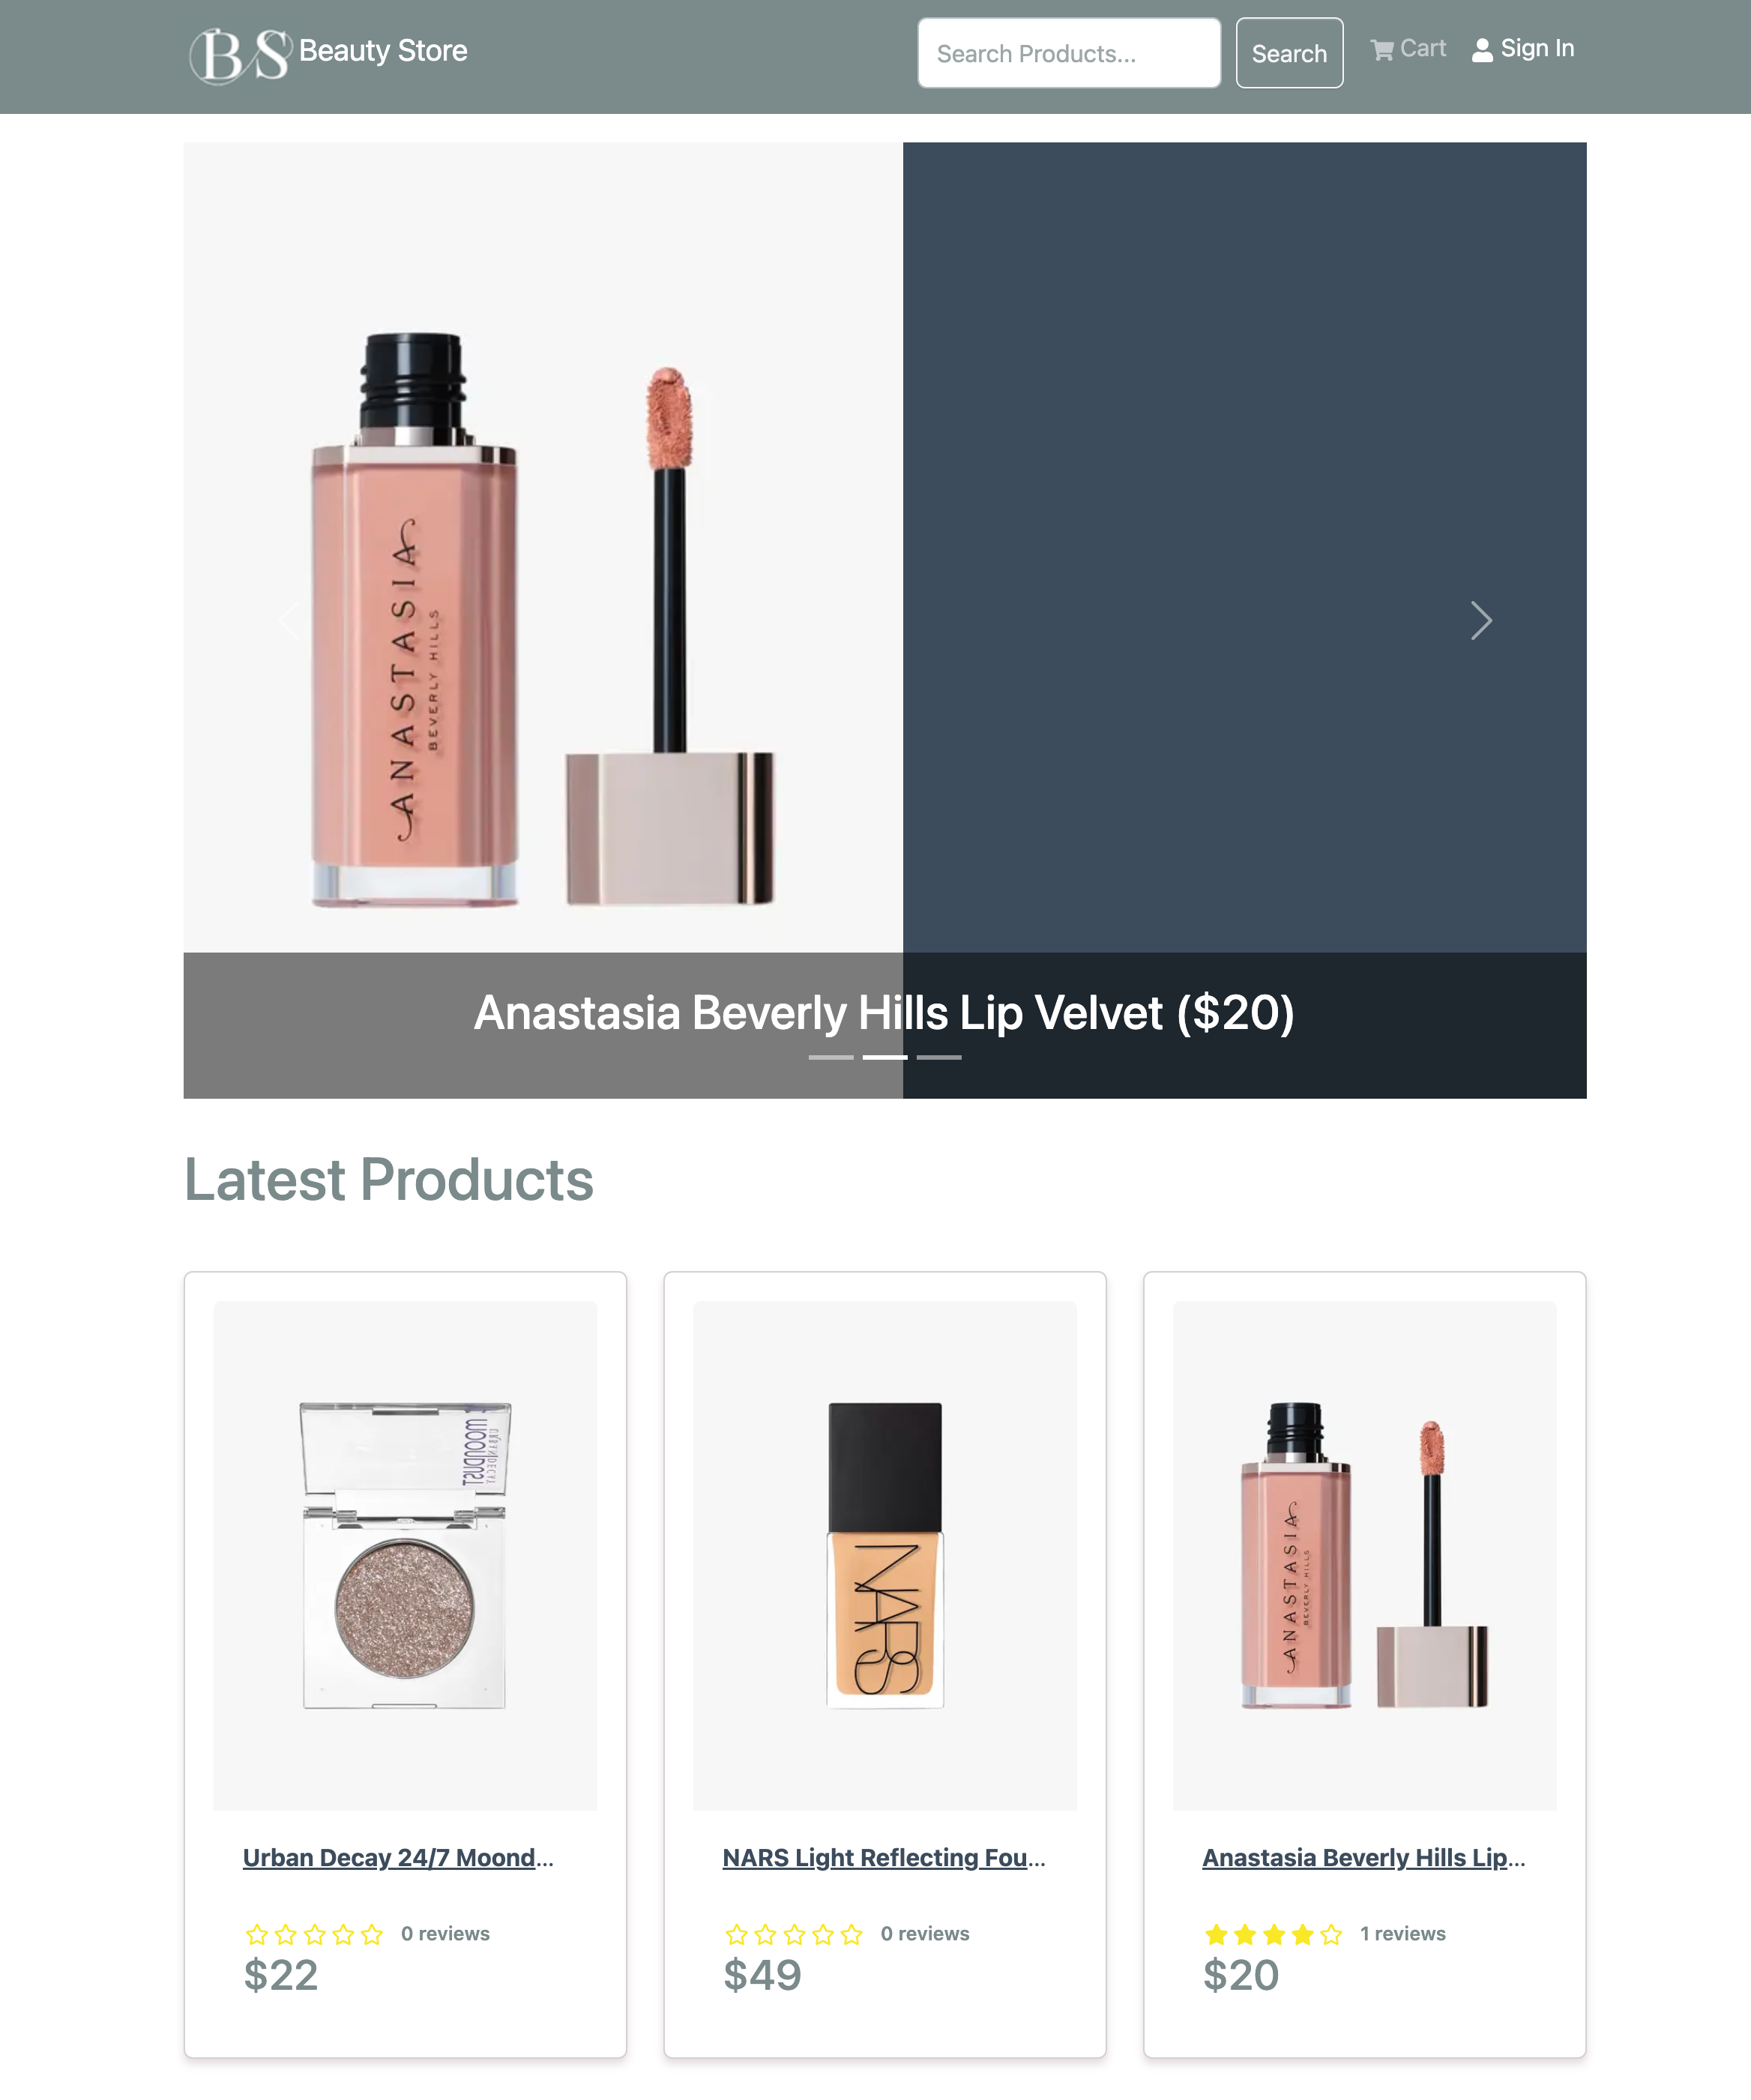 BS Beauty Store
Search Products...
Search
Cart
Sign In
ANASTASIA
BEVERLY HILLS
Anastasia Beverly Hills Lip Velvet ($20)
Latest Products
MOONDUST
URBAN DECAY
Urban Decay 24/7 Moond...
0 reviews
$22
NARS
NARS Light Reflecting Fou...
0 reviews
$49
ANASTASIA
BEVERLY HILLS
Anastasia Beverly Hills Lip...
1 reviews
$20